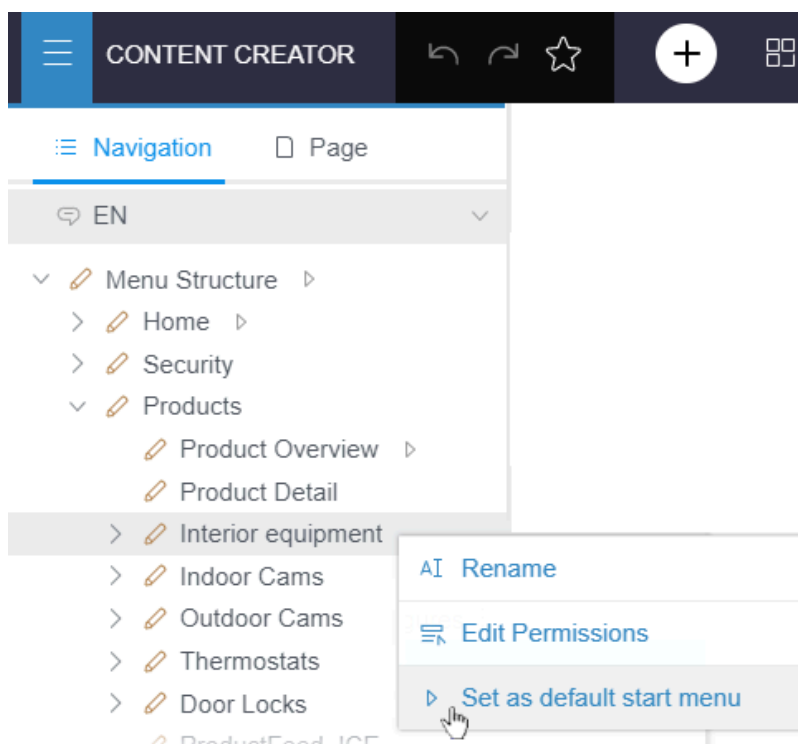 CONTENT CREATOR
Navigation Page
EN
Menu Structure
Home
Security
Products
Product Overview
Product Detail
Interior equipment
Indoor Cams
Outdoor Cams
Thermostats
Door Locks
Rename
Edit Permissions
Set as default start menu